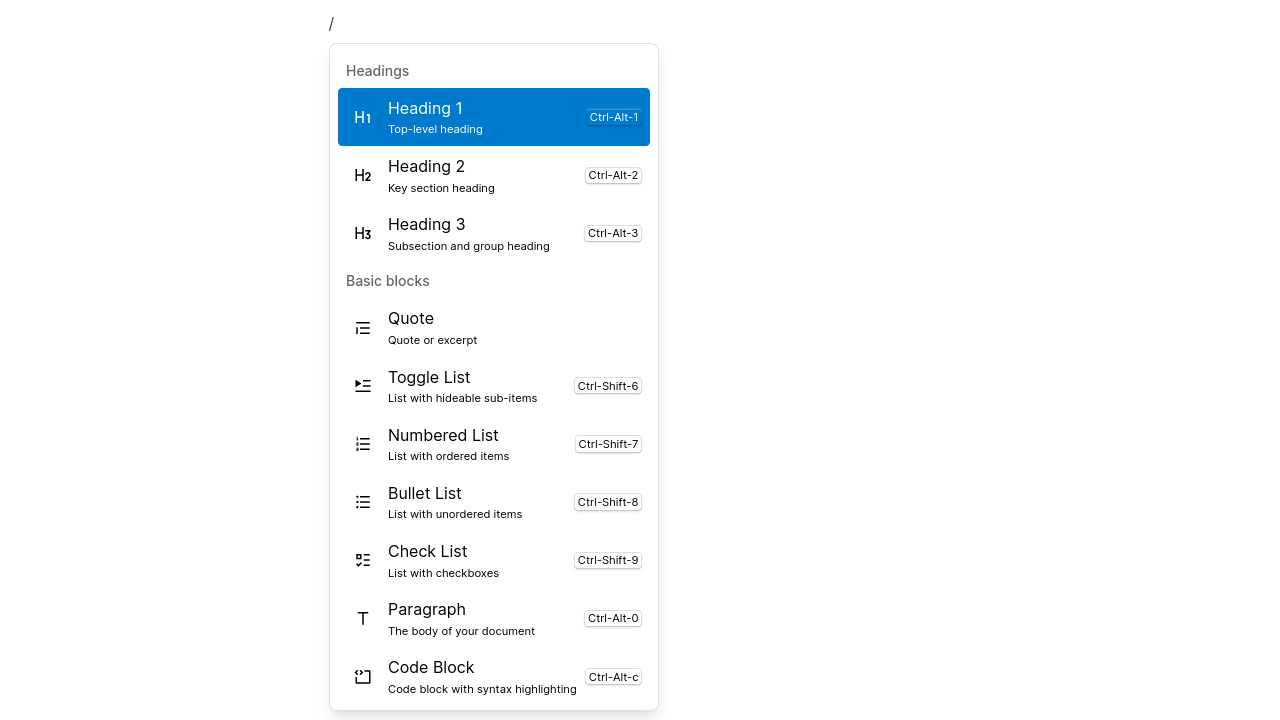 /
Headings
H1 Heading 1 Ctrl-Alt-1
Top-level heading
H2 Heading 2 Ctrl-Alt-2
Key section heading
H3 Heading 3 Ctrl-Alt-3
Subsection and group heading
Basic blocks
Quote
Quote or excerpt
Toggle List Ctrl-Shift-6
List with hideable sub-items
Numbered List Ctrl-Shift-7
List with ordered items
Bullet List Ctrl-Shift-8
List with unordered items
Check List Ctrl-Shift-9
List with checkboxes
T Paragraph Ctrl-Alt-0
The body of your document
Code Block Ctrl-Alt-c
Code block with syntax highlighting